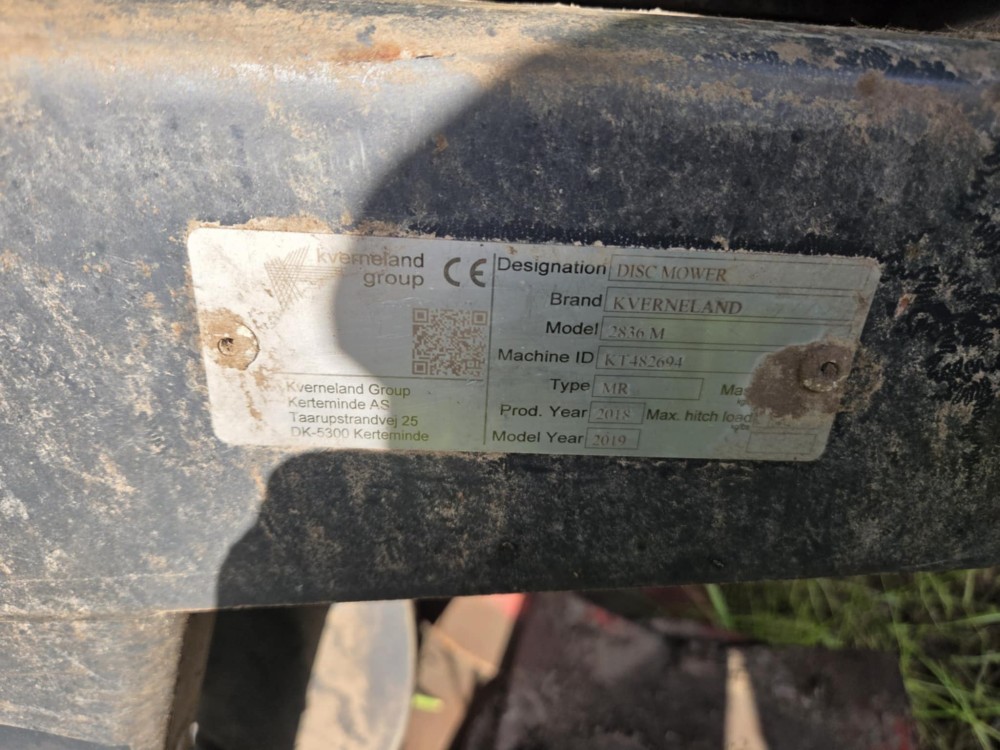 kverneland
group
CE
Kverneland Group
Kerteminde AS
Taarupstrandvej 25
DK-5300 Kerteminde
Designation DISC MOWER
Brand KVERNELAND
Model 2836 M
Machine ID KT482694
Type MR
Prod. Year 2018 Max. hitch load
Model Year 2019